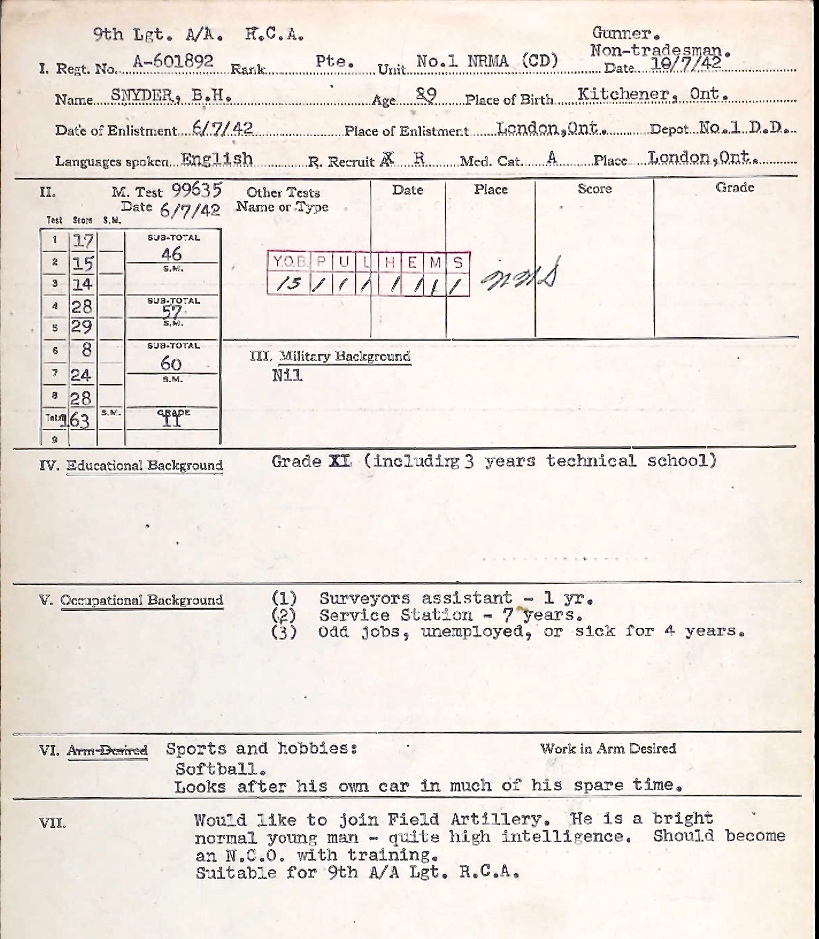 9th Lgt. A/A. R.C.A.
Gunner.
Non-tradesman.
I. Regt. No. A-601892 Rank Pte. Unit No.1 NRMA (CD) Date 10/7/42
Name SNYDER, B.H. Age 29 Place of Birth Kitchener, Ont.
Date of Enlistment 6/7/42 Place of Enlistment London,Ont. Depot No.1 D.D.
Languages spoken English R. Recruit X R Med. Cat. A Place London,Ont.
II. M. Test 99635 Other Tests Date Place Score Grade
Date 6/7/42 Name or Type
Test Score S.M.
1 17 SUB-TOTAL
46
2 15 S.M.
3 14
4 28 SUB-TOTAL
57
5 29 S.M.
6 8 SUB-TOTAL
60
7 24 S.M.
8 28
Total 163 S.M. GRADE
II
9
Y.O.B. P U L H E M S
15 1 1 1 1 1 1 1
III. Military Background
Nil
IV. Educational Background Grade XI (including 3 years technical school)
V. Occupational Background (1) Surveyors assistant - 1 yr.
(2) Service Station - 7 years.
(3) Odd jobs, unemployed, or sick for 4 years.
VI. Arm Desired Sports and hobbies: Work in Arm Desired
Softball.
Looks after his own car in much of his spare time.
VII. Would like to join Field Artillery. He is a bright
normal young man - quite high intelligence. Should become
an N.C.O. with training.
Suitable for 9th A/A Lgt. R.C.A.